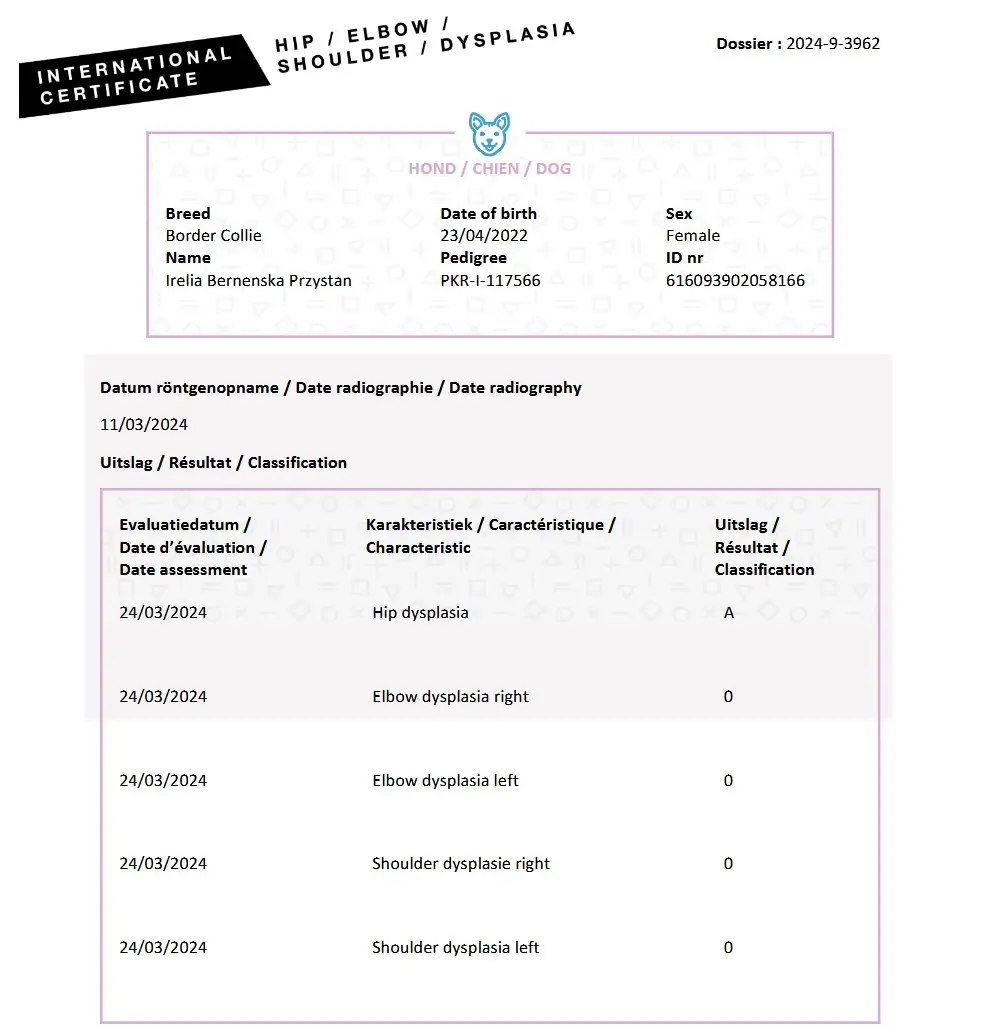 INTERNATIONAL
CERTIFICATE
HIP / ELBOW /
SHOULDER / DYSPLASIA
Dossier : 2024-9-3962
HOND / CHIEN / DOG
Breed Date of birth Sex
Border Collie 23/04/2022 Female
Name Pedigree ID nr
Irelia Bernenska Przystan PKR-I-117566 616093902058166
Datum röntgenopname / Date radiographie / Date radiography
11/03/2024
Uitslag / Résultat / Classification
Evaluatiedatum / Karakteristiek / Caractéristique / Uitslag /
Date d’évaluation / Characteristic Résultat /
Date assessment Classification
24/03/2024 Hip dysplasia A
24/03/2024 Elbow dysplasia right 0
24/03/2024 Elbow dysplasia left 0
24/03/2024 Shoulder dysplasie right 0
24/03/2024 Shoulder dysplasia left 0